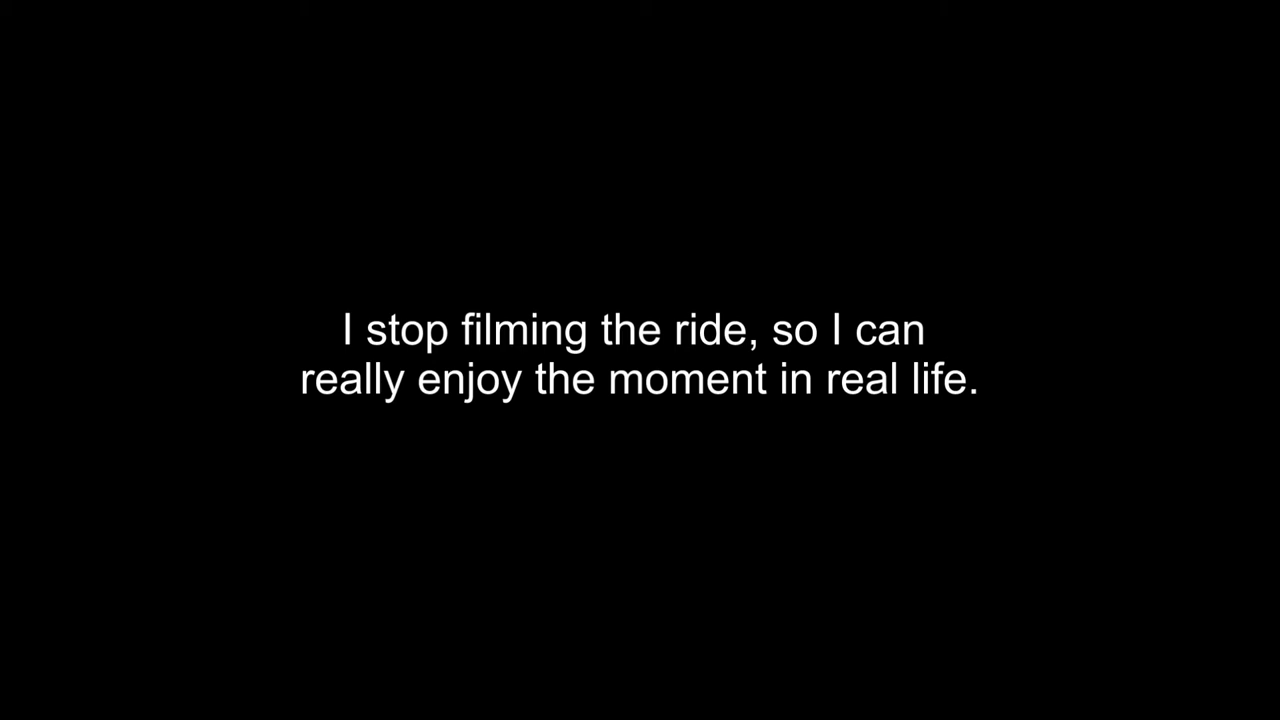 I stop filming the ride, so I can
really enjoy the moment in real life.